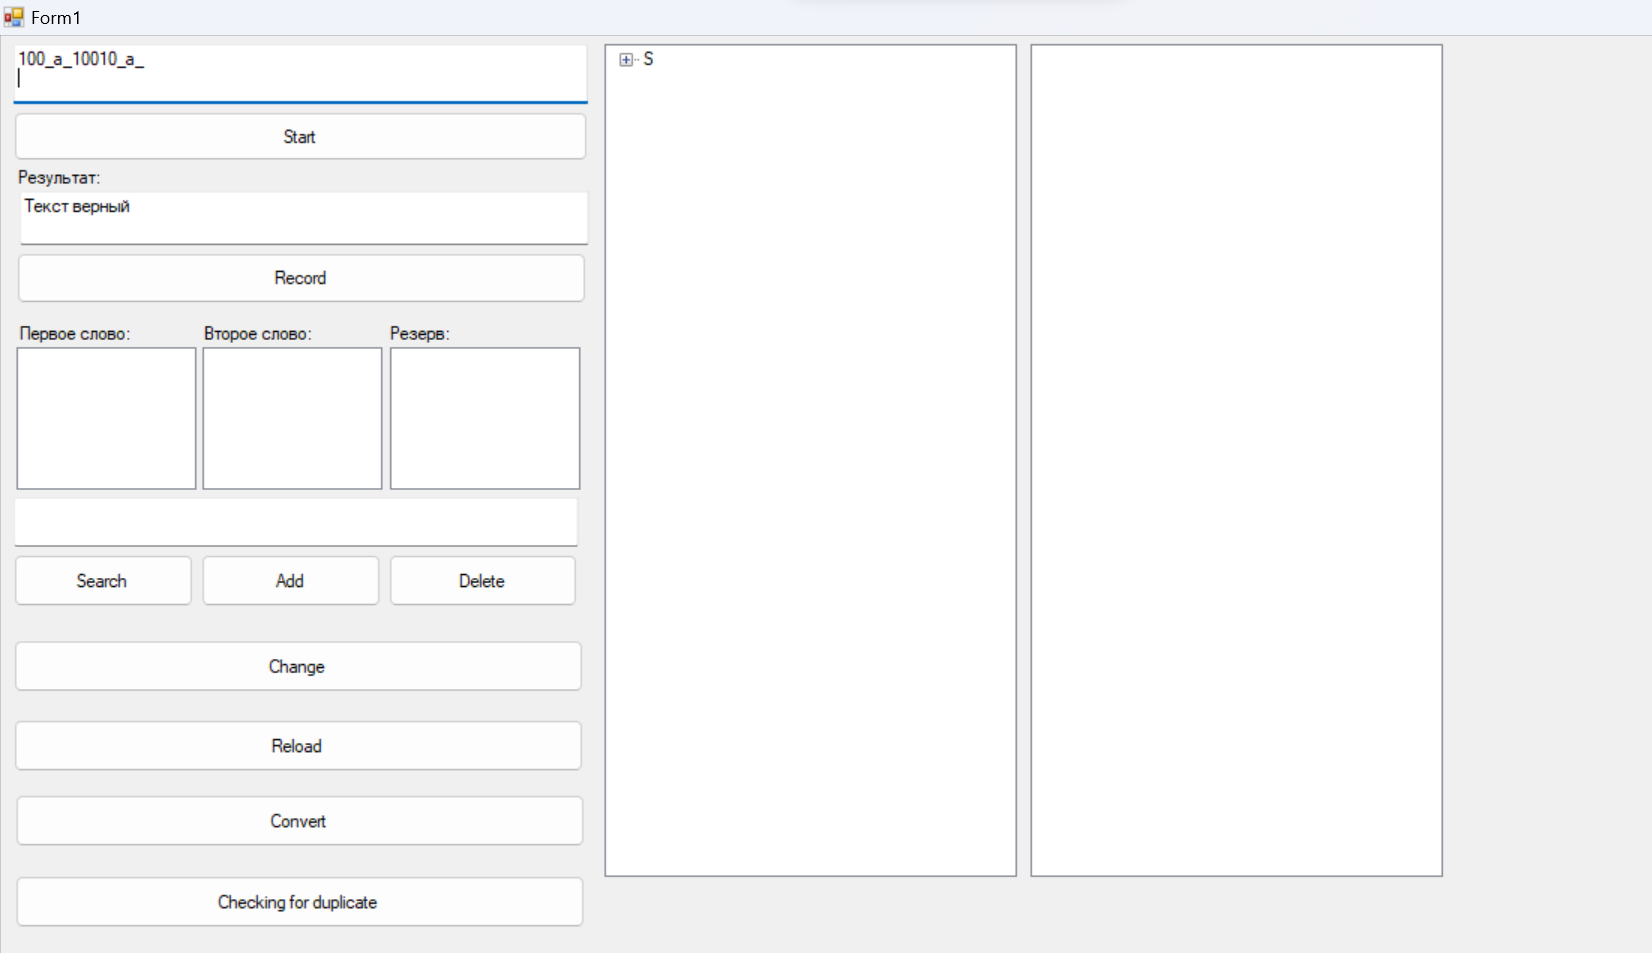 Form1
100_a_10010_a_
Start
Результат:
Текст верный
Record
Первое слово:
Второе слово:
Резерв:
Search
Add
Delete
Change
Reload
Convert
Checking for duplicate
S